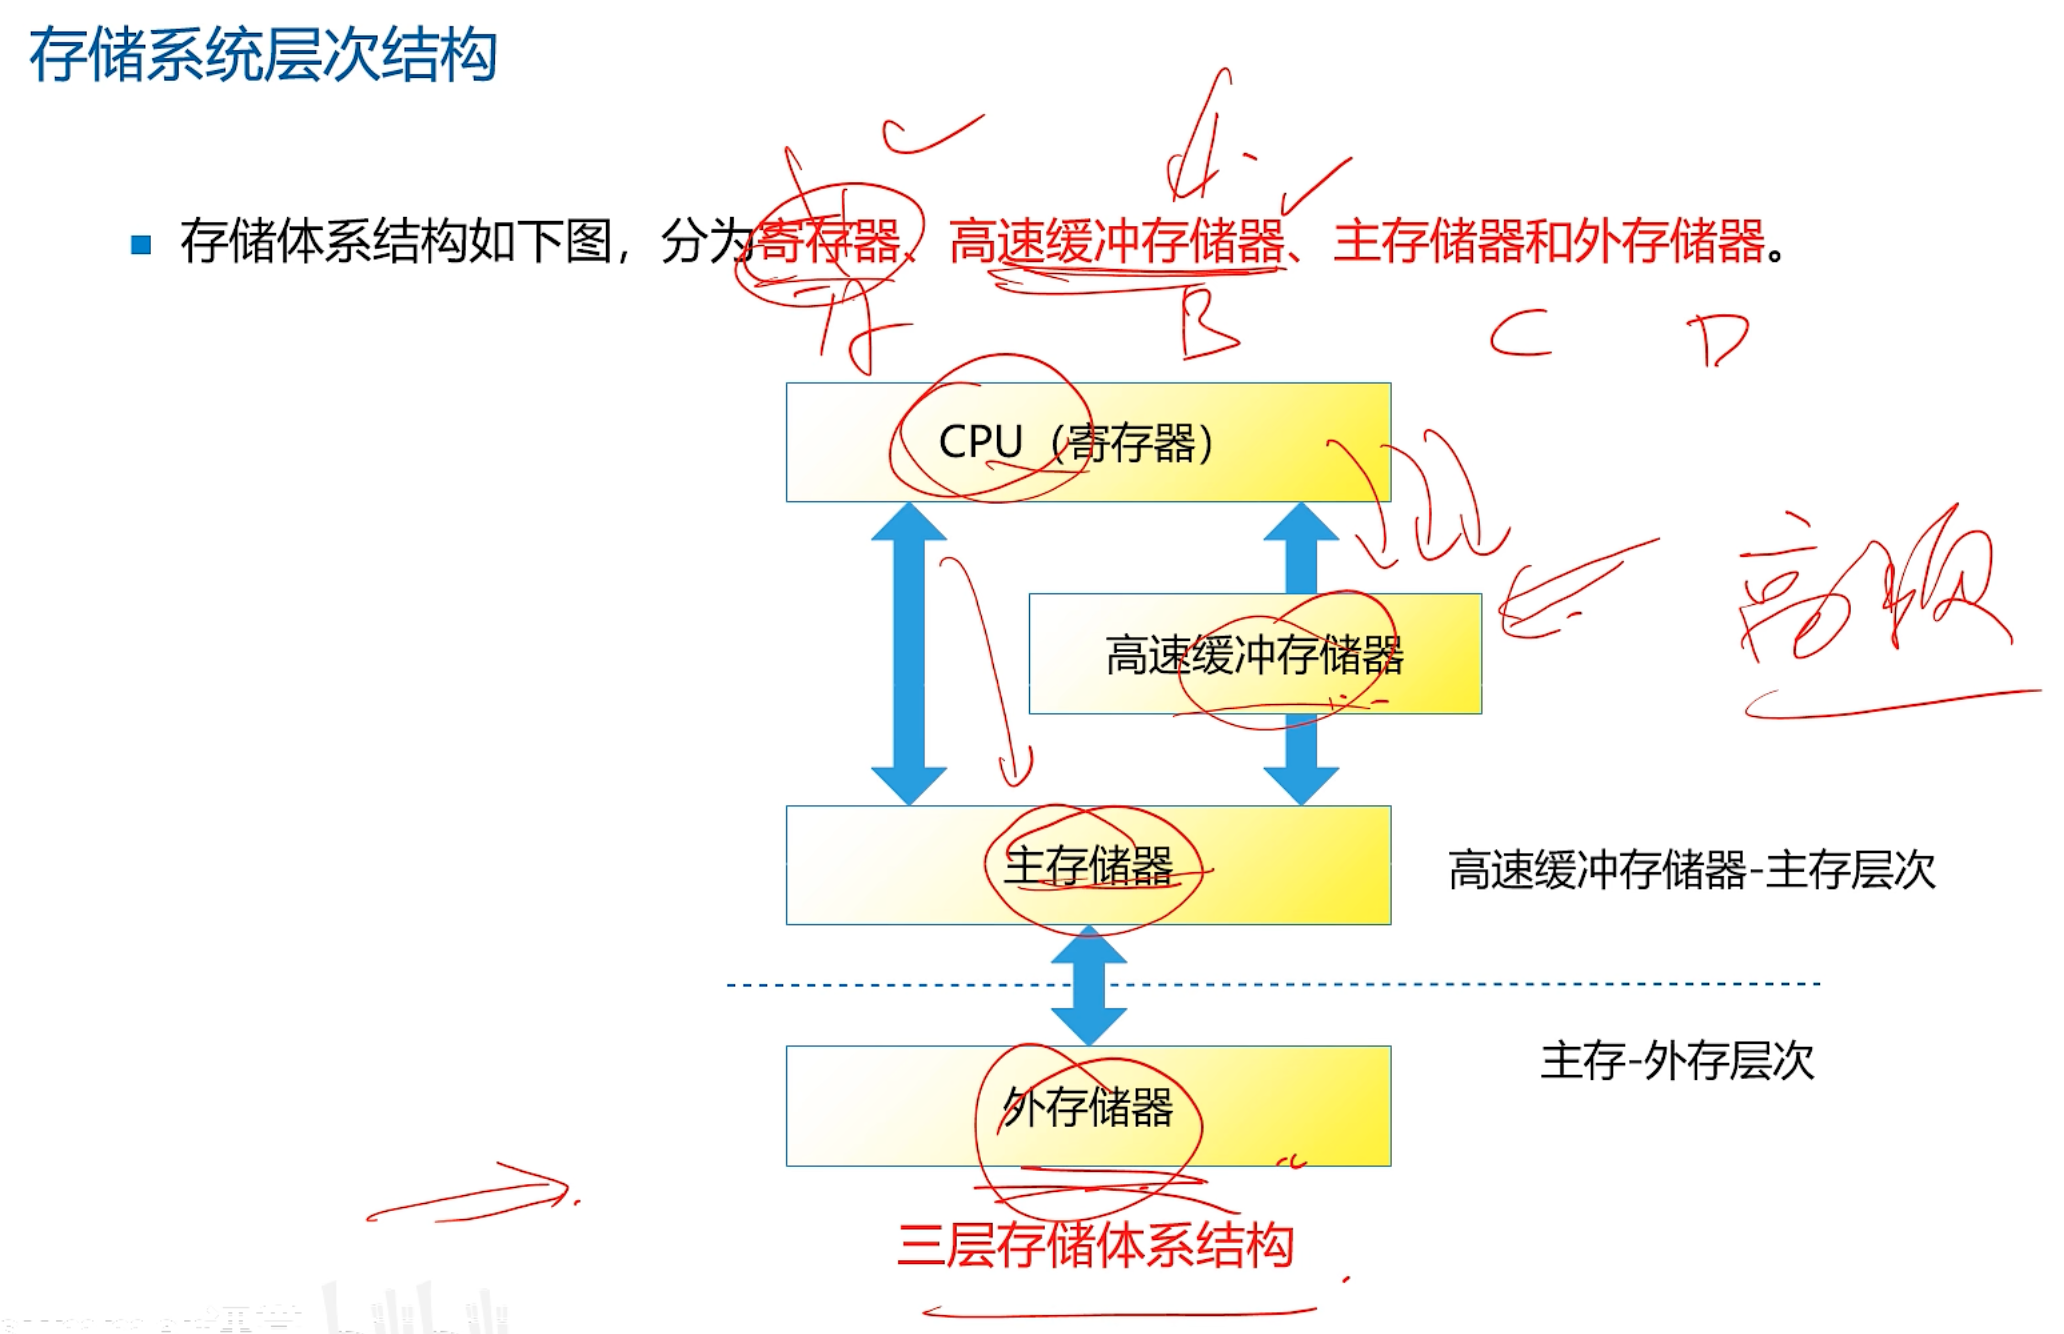 存储系统层次结构
■ 存储体系结构如下图，分为寄存器、高速缓冲存储器、主存储器和外存储器。
A B C D
CPU（寄存器）
高速缓冲存储器
高频
主存储器
高速缓冲存储器-主存层次
主存-外存层次
外存储器
三层存储体系结构